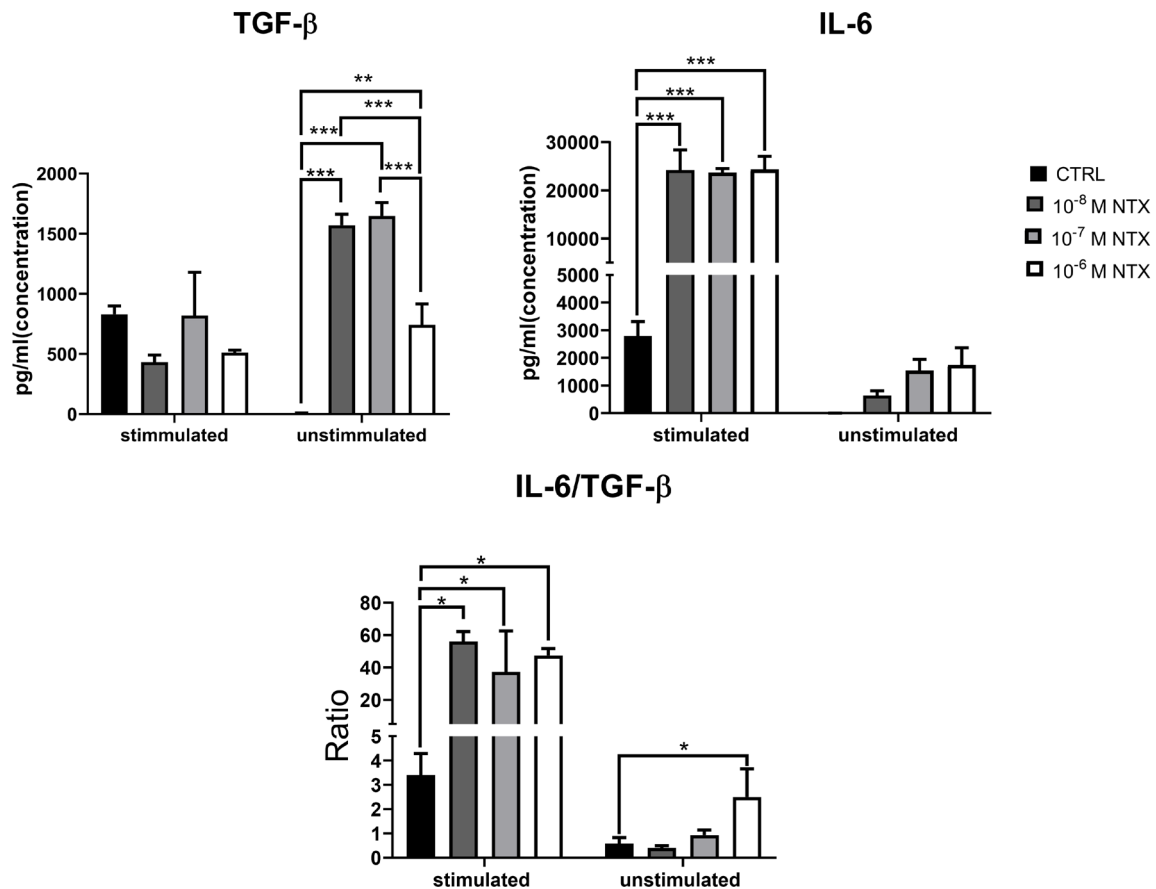 TGF-β
IL-6
**
***
***
***
***
pg/ml(concentration)
2000
1500
1000
500
0
stimmulated
unstimmulated
***
***
***
pg/ml(concentration)
30000
20000
10000
5000
4000
3000
2000
1000
0
stimulated
unstimulated
CTRL
10⁻⁸ M NTX
10⁻⁷ M NTX
10⁻⁶ M NTX
IL-6/TGF-β
*
*
*
*
Ratio
80
60
40
20
5
4
3
2
1
0
stimulated
unstimulated